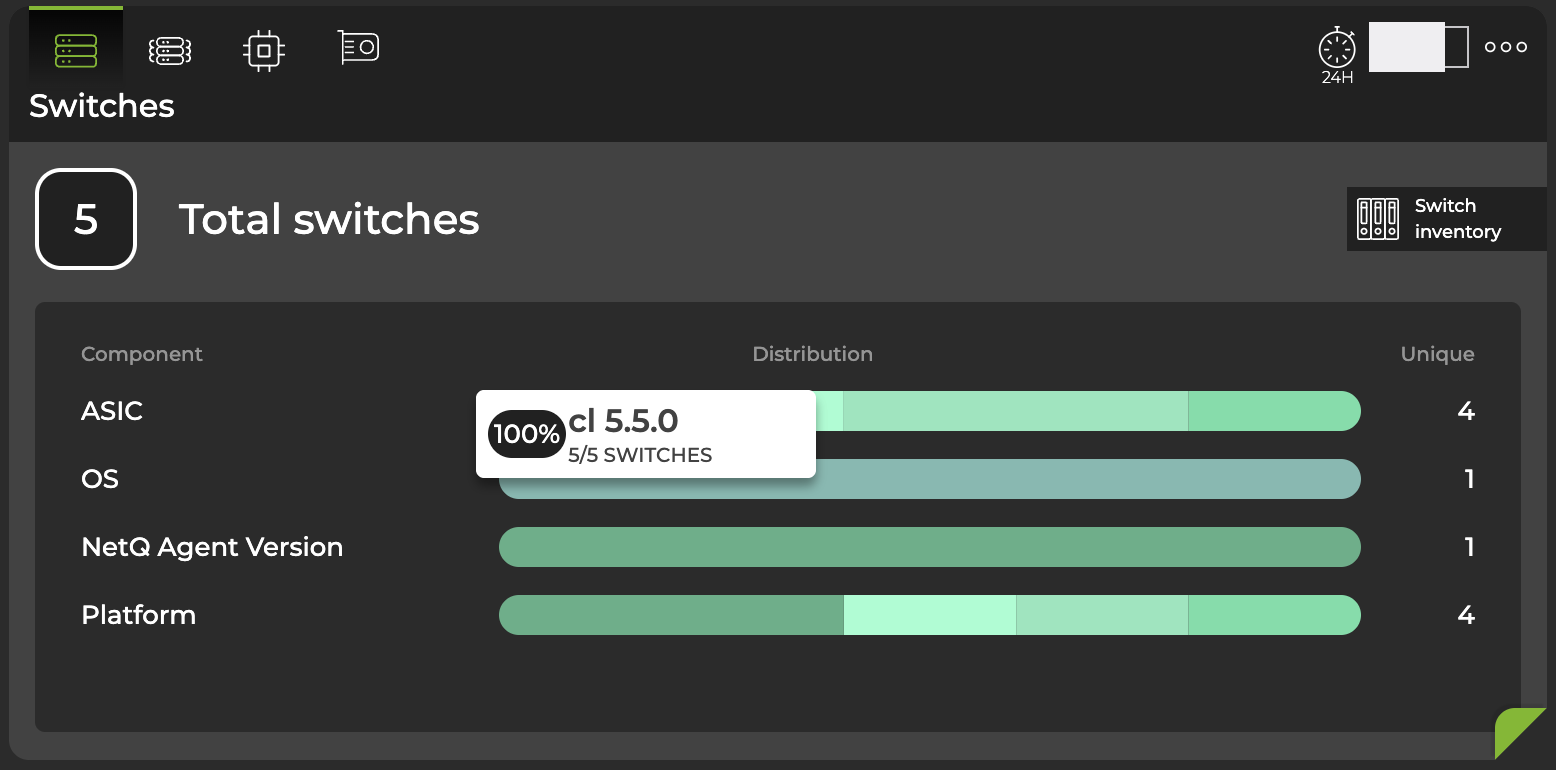 24H
Switches
5
Total switches
Switch
inventory
Component
Distribution
Unique
ASIC
4
100%
cl 5.5.0
5/5 SWITCHES
OS
1
NetQ Agent Version
1
Platform
4